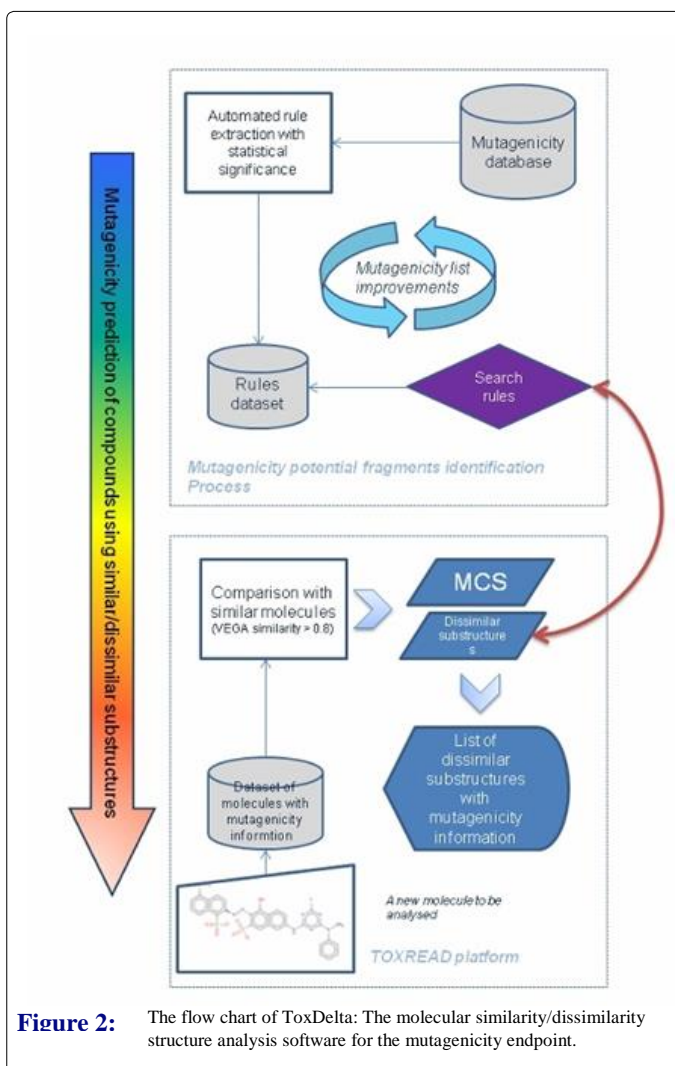 Mutagenicity prediction of compounds using similar/dissimilar substructures
Automated rule
extraction with
statistical
significance
Mutagenicity
database
Mutagenicity list
improvements
Rules
dataset
Search
rules
Mutagenicity potential fragments identification
Process
Comparison with
similar molecules
(VEGA similarity > 0.8)
MCS
Dissimilar
substructure
s
List of
dissimilar
substructures
with
mutagenicity
information
Dataset of
molecules with
mutagenicity
informtion
A new molecule to be
analysed
TOXREAD platform
Figure 2: The flow chart of ToxDelta: The molecular similarity/dissimilarity
structure analysis software for the mutagenicity endpoint.